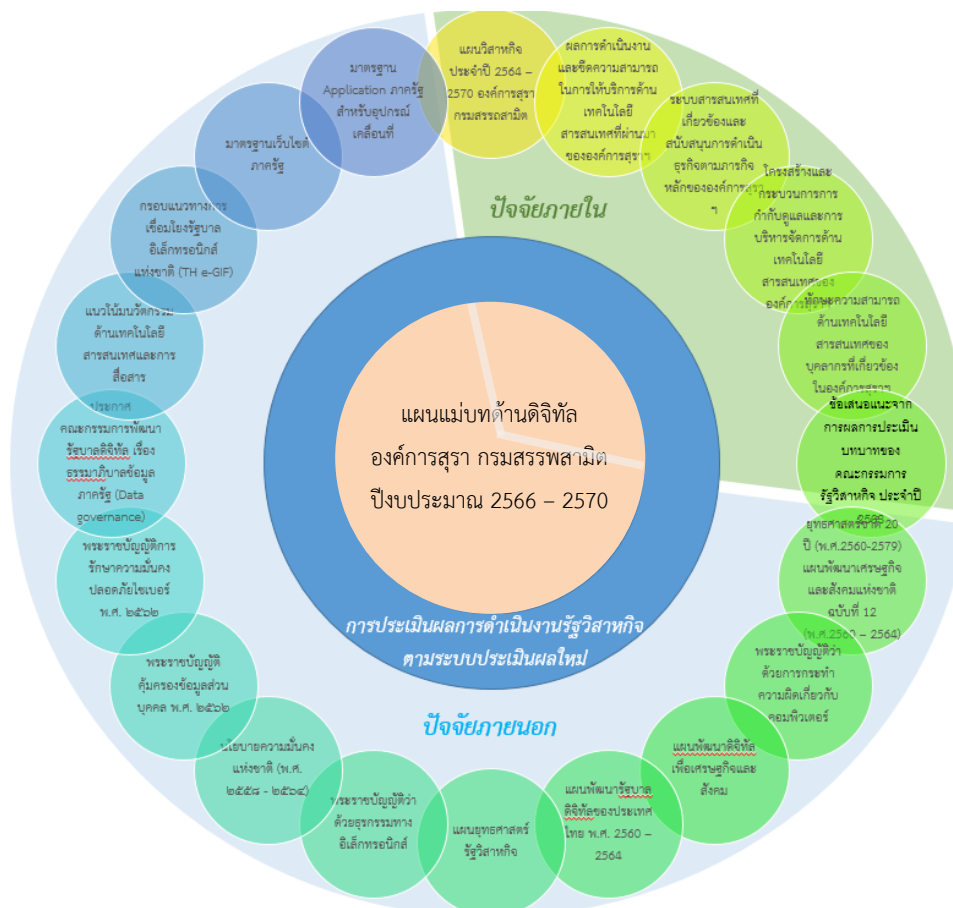 แผนวิสาหกิจ
ประจำปี 2564 –
2570 องค์การสุรา
กรมสรรถสามิต
ผลการดำเนินงาน
และขีดความสามารถ
ในการให้บริการด้าน
เทคโนโลยี
สารสนเทศที่ผ่านมา
ขององค์การสุราฯ
ระบบสารสนเทศที่
เกี่ยวข้องและ
สนับสนุนการดำเนิน
ธุรกิจตามภารกิจ
หลักขององค์การสุรา
ฯ
โครงสร้างและ
กระบวนการการ
กำกับดูแลและการ
บริหารจัดการด้าน
เทคโนโลยี
สารสนเทศของ
องค์การสุราฯ
ทักษะความสามารถ
ด้านเทคโนโลยี
สารสนเทศของ
บุคลากรที่เกี่ยวข้อง
ในองค์การสุราฯ
ข้อเสนอแนะจาก
การผลการประเมิน
บทบาทของ
คณะกรรมการ
รัฐวิสาหกิจ ประจำปี
ยุทธศาสตร์ชาติ 20
ปี (พ.ศ.2560-2579)
แผนพัฒนาเศรษฐกิจ
และสังคมแห่งชาติ
ฉบับที่ 12
(พ.ศ.2560 – 2564)
พระราชบัญญัติว่า
ด้วยการกระทำ
ความผิดเกี่ยวกับ
คอมพิวเตอร์
แผนพัฒนาดิจิทัล
เพื่อเศรษฐกิจและ
สังคม
แผนพัฒนารัฐบาล
ดิจิทัลของประเทศ
ไทย พ.ศ. 2560 –
2564
แผนยุทธศาสตร์
รัฐวิสาหกิจ
พระราชบัญญัติว่า
ด้วยธุรกรรมทาง
อิเล็กทรอนิกส์
นโยบายความมั่นคง
แห่งชาติ (พ.ศ.
๒๕๕๘ - ๒๕๖๔)
พระราชบัญญัติ
คุ้มครองข้อมูลส่วน
บุคคล พ.ศ. ๒๕๖๒
พระราชบัญญัติการ
รักษาความมั่นคง
ปลอดภัยไซเบอร์
พ.ศ. ๒๕๖๒
ประกาศ
คณะกรรมการพัฒนา
รัฐบาลดิจิทัล เรื่อง
ธรรมาภิบาลข้อมูล
ภาครัฐ (Data
governance)
แนวโน้มนวัตกรรม
ด้านเทคโนโลยี
สารสนเทศและการ
สื่อสาร
กรอบแนวทางการ
เชื่อมโยงรัฐบาล
อิเล็กทรอนิกส์
แห่งชาติ (TH e-GIF)
มาตรฐานเว็บไซต์
ภาครัฐ
มาตรฐาน
Application ภาครัฐ
สำหรับอุปกรณ์
เคลื่อนที่
ปัจจัยภายใน
แผนแม่บทด้านดิจิทัล
องค์การสุรา กรมสรรพสามิต
ปีงบประมาณ 2566 – 2570
การประเมินผลการดำเนินงานรัฐวิสาหกิจ
ตามระบบประเมินผลใหม่
ปัจจัยภายนอก